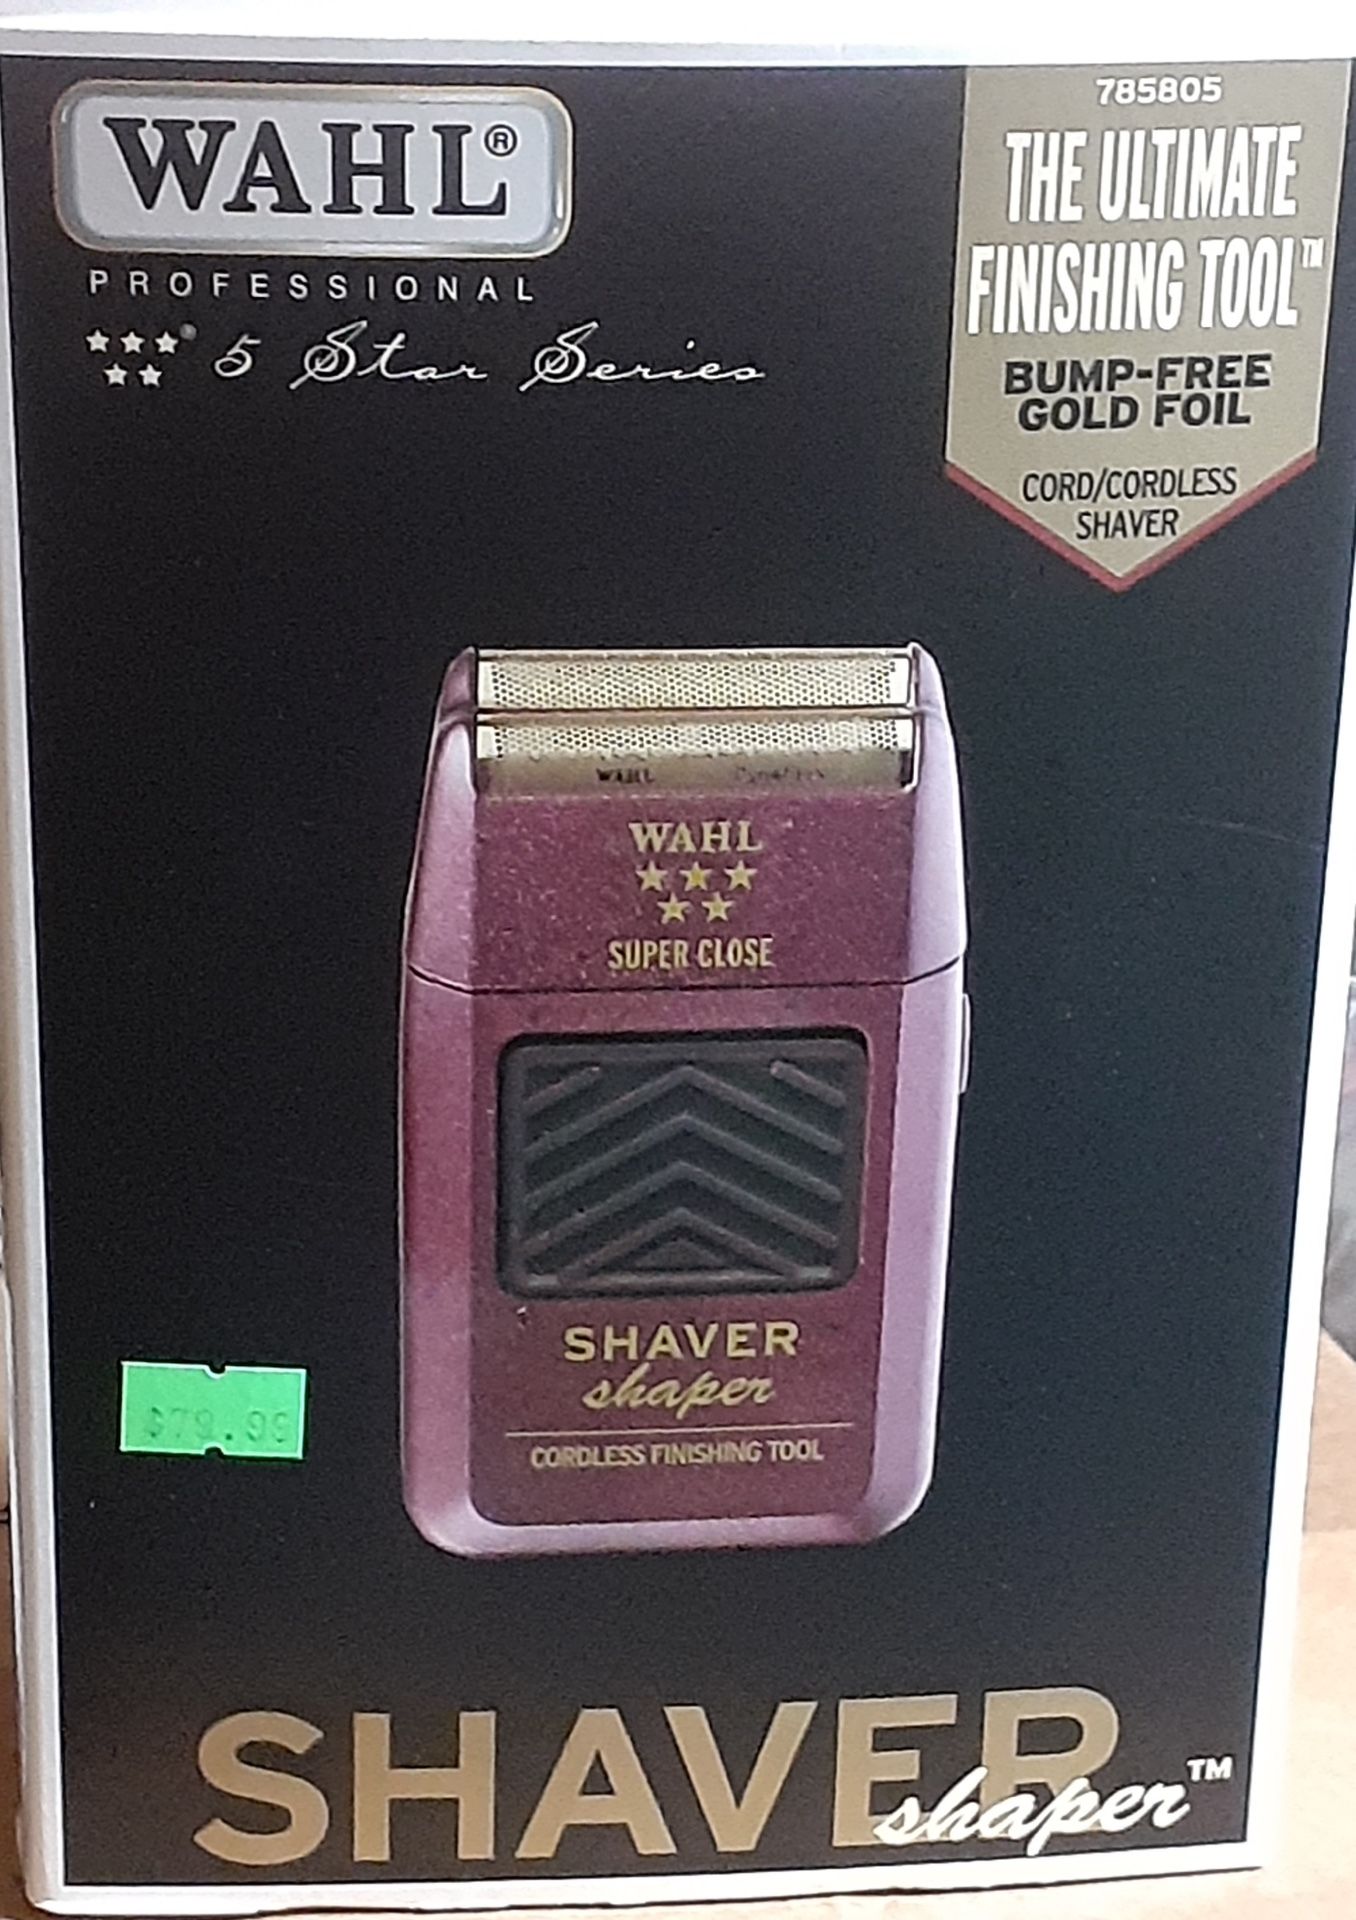 WAHL®
PROFESSIONAL
5 Star Series
785805
THE ULTIMATE
FINISHING TOOL™
BUMP-FREE
GOLD FOIL
CORD/CORDLESS
SHAVER
WAHL
WAHL
SUPER CLOSE
SHAVER
shaper
CORDLESS FINISHING TOOL
$79.99
SHAVER
shaper™